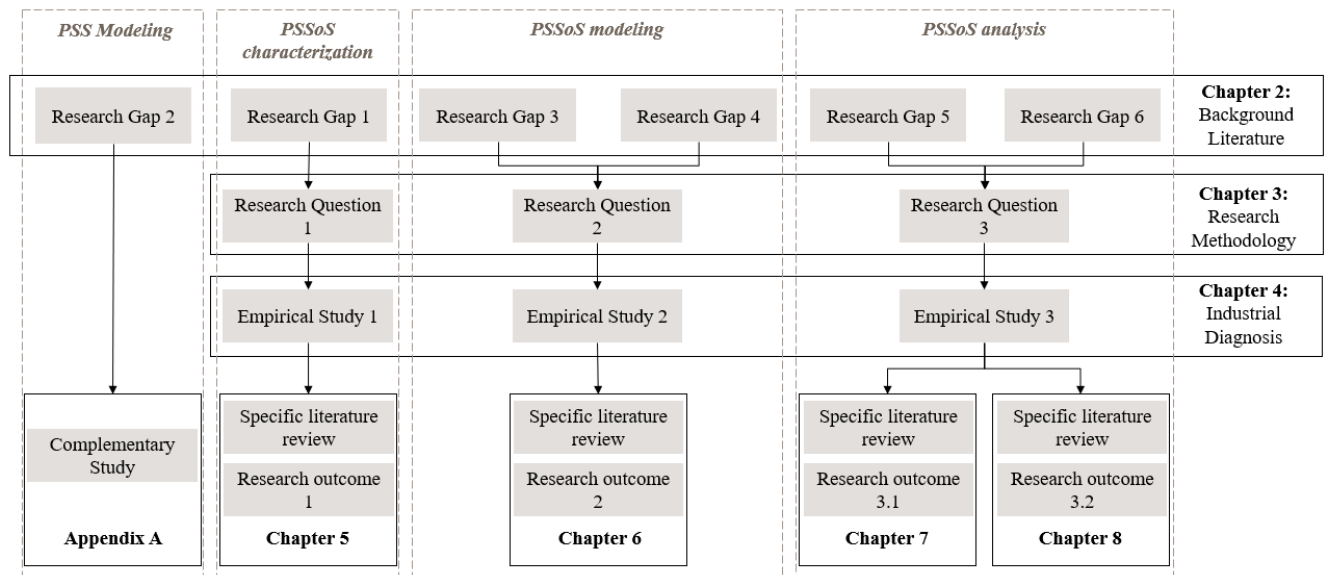 PSS Modeling
PSSoS
characterization
PSSoS modeling
PSSoS analysis
Research Gap 2
Research Gap 1
Research Gap 3
Research Gap 4
Research Gap 5
Research Gap 6
Chapter 2:
Background
Literature
Research Question
1
Research Question
2
Research Question
3
Chapter 3:
Research
Methodology
Empirical Study 1
Empirical Study 2
Empirical Study 3
Chapter 4:
Industrial
Diagnosis
Complementary
Study
Appendix A
Specific literature
review
Research outcome
1
Chapter 5
Specific literature
review
Research outcome
2
Chapter 6
Specific literature
review
Research outcome
3.1
Chapter 7
Specific literature
review
Research outcome
3.2
Chapter 8